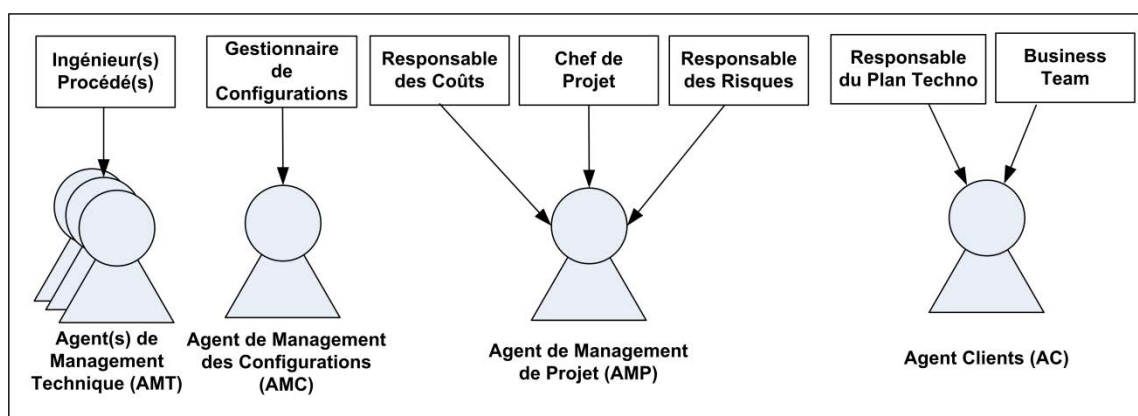 Ingénieur(s)
Procédé(s)
Gestionnaire
de
Configurations
Responsable
des Coûts
Chef de
Projet
Responsable
des Risques
Responsable
du Plan Techno
Business
Team
Agent(s) de
Management
Technique (AMT)
Agent de Management
des Configurations
(AMC)
Agent de Management
de Projet (AMP)
Agent Clients (AC)